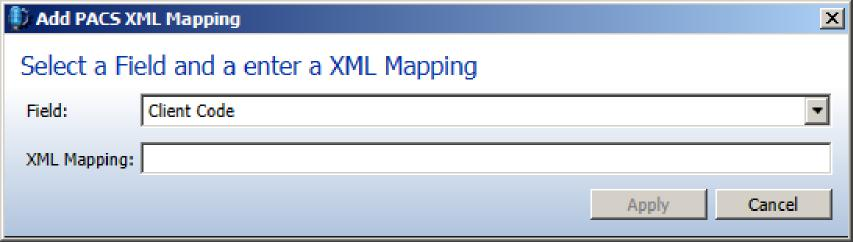 Add PACS XML Mapping
Select a Field and a enter a XML Mapping
Field: Client Code
XML Mapping:
Apply Cancel